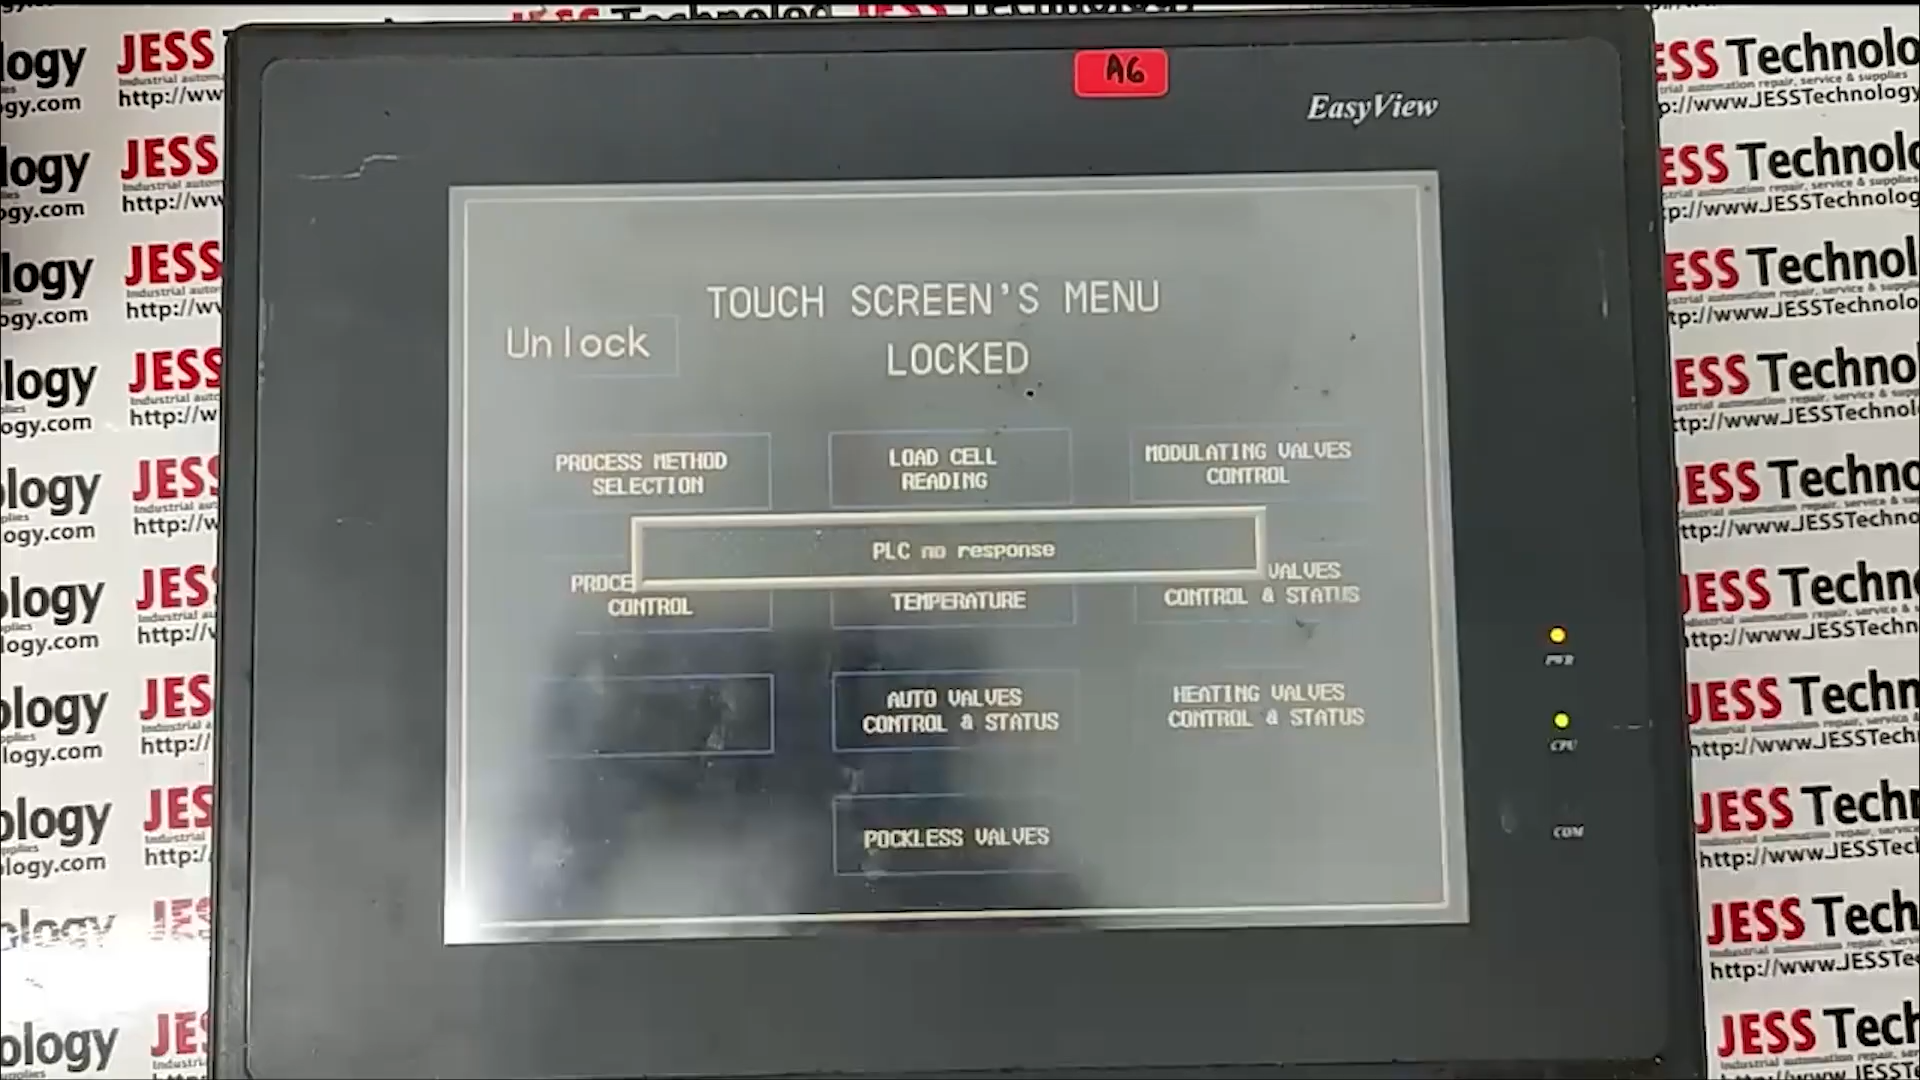 A6
EasyView
TOUCH SCREEN'S MENU
LOCKED
Unlock
PROCESS METHOD
SELECTION
LOAD CELL
READING
MODULATING VALVES
CONTROL
PLC no response
PROCE
CONTROL
TEMPERATURE
VALVES
CONTROL & STATUS
AUTO VALVES
CONTROL & STATUS
HEATING VALVES
CONTROL & STATUS
POCKLESS VALVES
PWR
CPU
COM
JESS Technolog
http://www.JESSTechnology